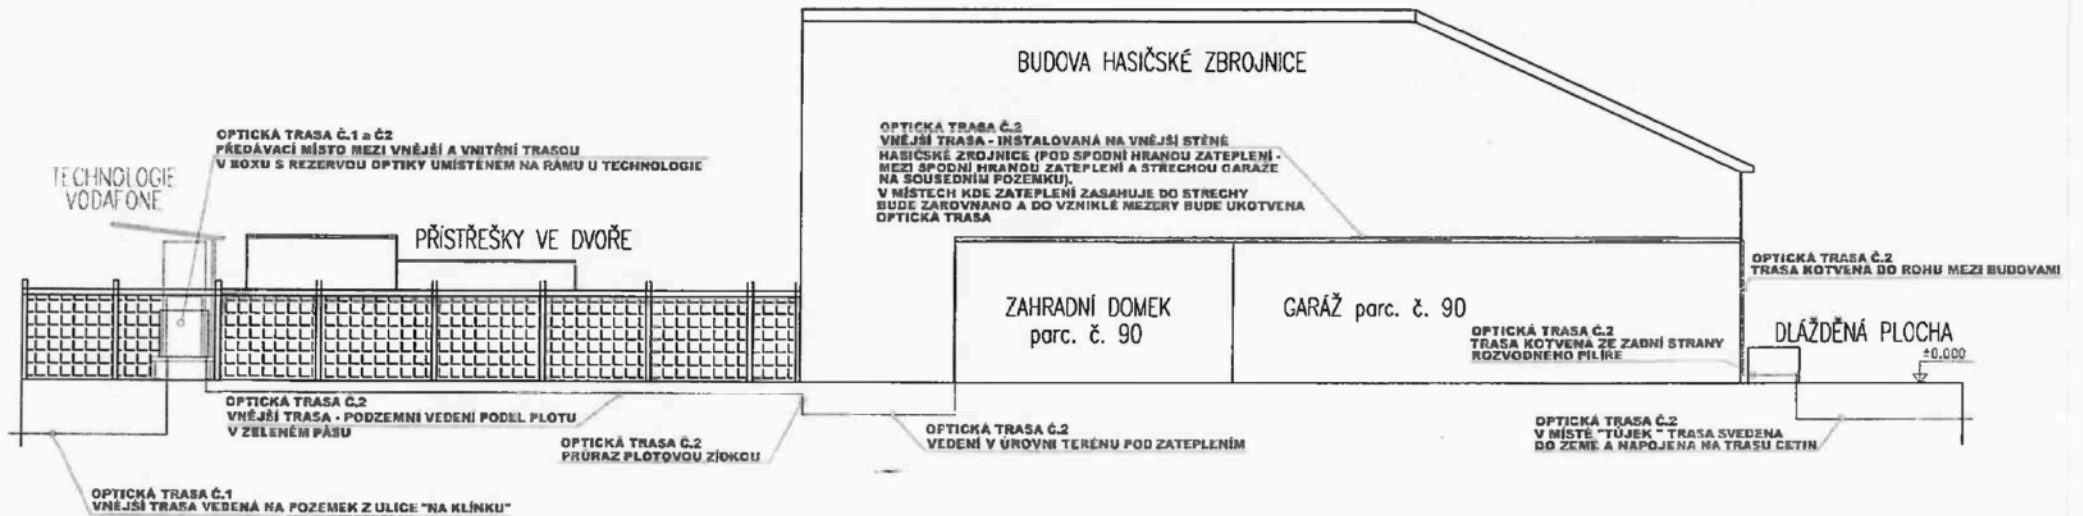 BUDOVA HASIČSKÉ ZBROJNICE
OPTICKÁ TRASA Č.1 a Č2
PŘEDÁVACÍ MÍSTO MEZI VNĚJŠÍ A VNITŘNÍ TRASOU
V BOXU S REZERVOU OPTIKY UMÍSTĚNÉM NA RÁMU U TECHNOLOGIE
TECHNOLOGIE
VODAFONE
PŘÍSTŘEŠKY VE DVOŘE
OPTICKÁ TRASA Č.2
VNĚJŠÍ TRASA - INSTALOVANÁ NA VNĚJŠÍ STĚNĚ
HASIČSKÉ ZROJNICE (POD SPODNÍ HRANOU ZATEPLENÍ -
MEZI SPODNÍ HRANOU ZATEPLENÍ A STŘECHOU GARÁŽE
NA SOUSEDNÍM POZEMKU).
V MÍSTECH KDE ZATEPLENÍ ZASAHUJE DO STŘECHY
BUDE ZAROVNÁNO A DO VZNIKLÉ MEZERY BUDE UKOTVENA
OPTICKÁ TRASA
OPTICKÁ TRASA Č.2
TRASA KOTVENA DO ROHU MEZI BUDOVAMI
ZAHRADNÍ DOMEK
parc. č. 90
GARÁŽ parc. č. 90
OPTICKÁ TRASA Č.2
TRASA KOTVENA ZE ZADNÍ STRANY
ROZVODNÉHO PILÍŘE
DLÁŽDĚNÁ PLOCHA
±0.000
OPTICKÁ TRASA Č.2
VNĚJŠÍ TRASA - PODZEMNÍ VEDENÍ PODÉL PLOTU
V ZELENÉM PÁSU
OPTICKÁ TRASA Č.2
PRŮRAZ PLOTOVOU ZÍDKOU
OPTICKÁ TRASA Č.2
VEDENÍ V ÚROVNI TERÉNU POD ZATEPLENÍM
OPTICKÁ TRASA Č.2
V MÍSTĚ "TÚJEK " TRASA SVEDENA
DO ZEMĚ A NAPOJENA NA TRASU CETIN
OPTICKÁ TRASA Č.1
VNĚJŠÍ TRASA VEDENÁ NA POZEMEK Z ULICE "NA KLÍNKU"